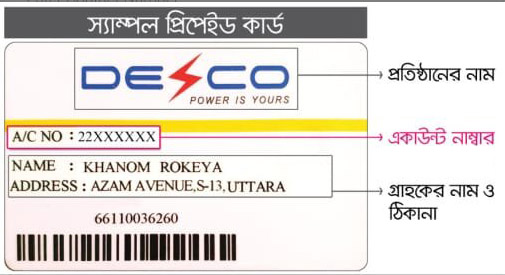 স্যাম্পল প্রিপেইড কার্ড
DESCO
POWER IS YOURS
প্রতিষ্ঠানের নাম
A/C NO : 22XXXXXX
একাউন্ট নাম্বার
NAME : KHANOM ROKEYA
ADDRESS : AZAM AVENUE,S-13, UTTARA
গ্রাহকের নাম ও
ঠিকানা
66110036260